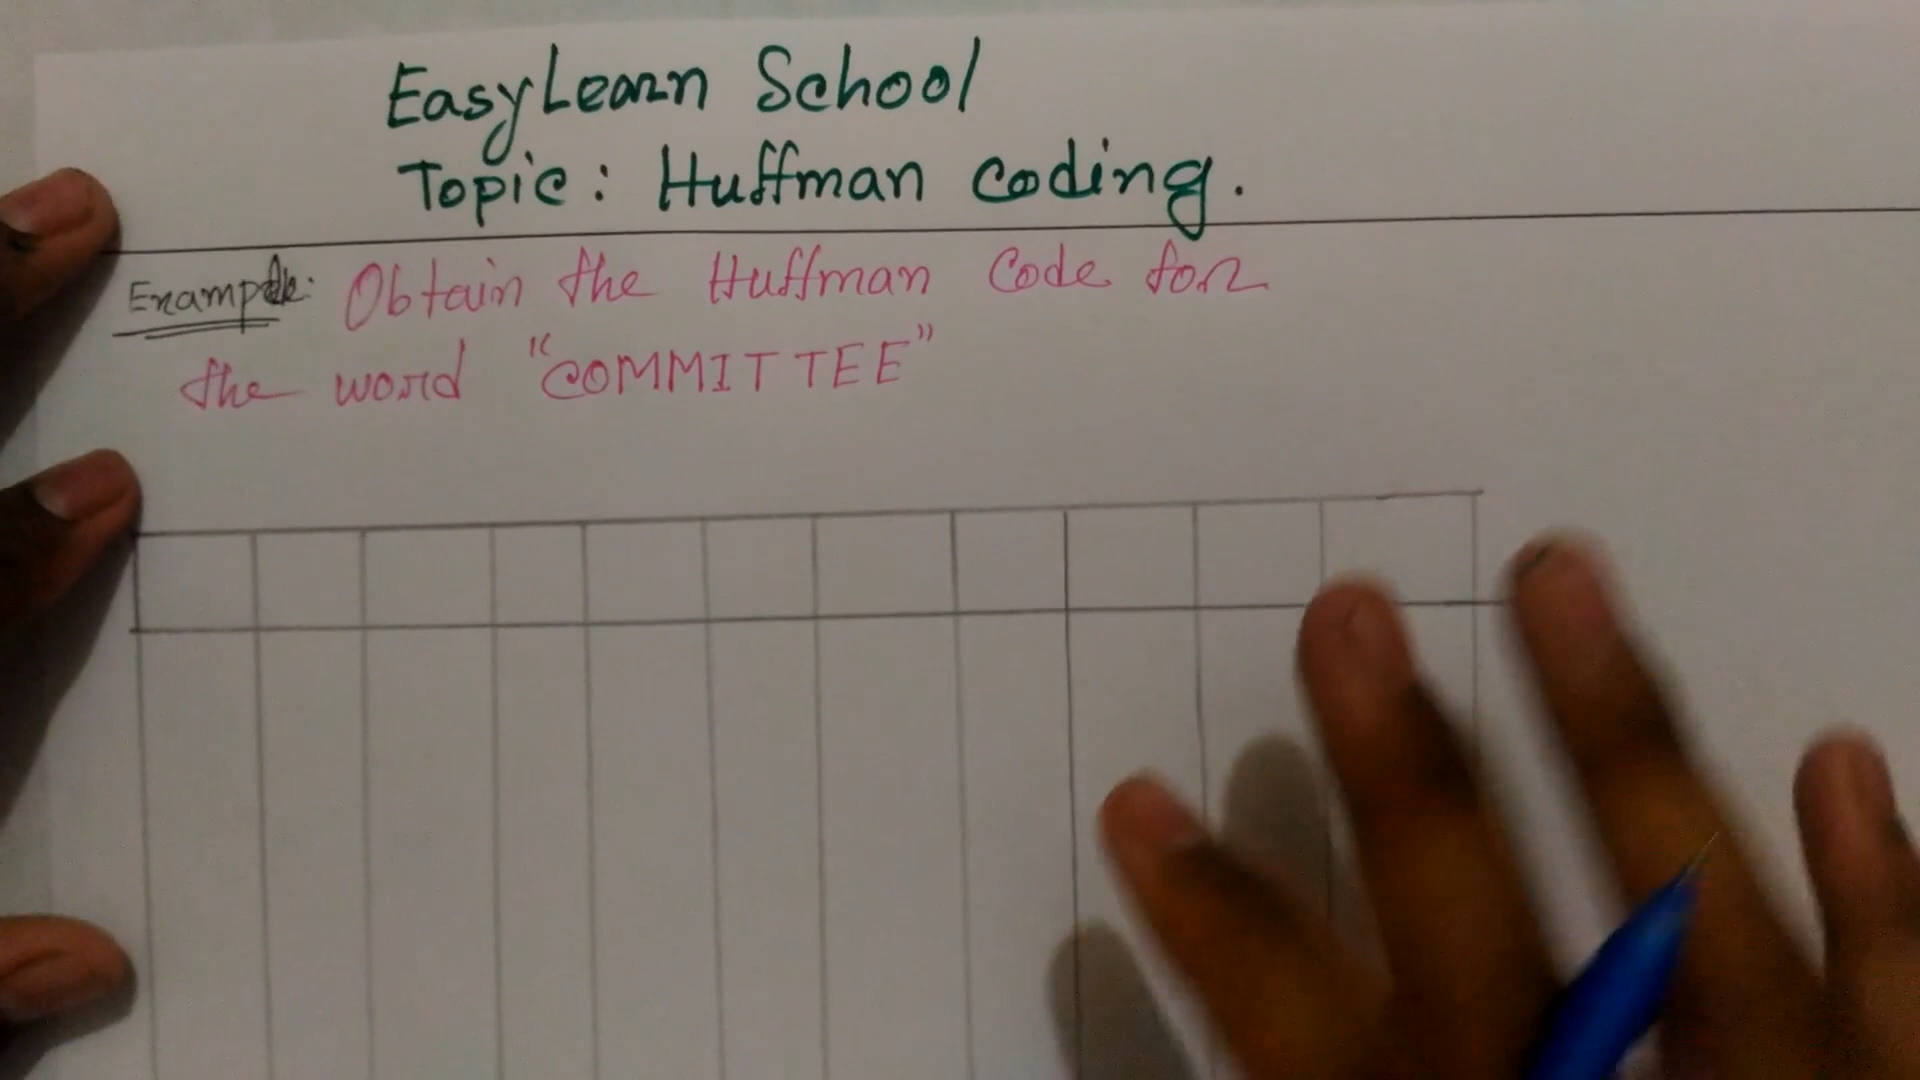 EasyLearn School
Topic: Huffman coding.
Example: Obtain the Huffman Code for
the word "COMMITTEE"